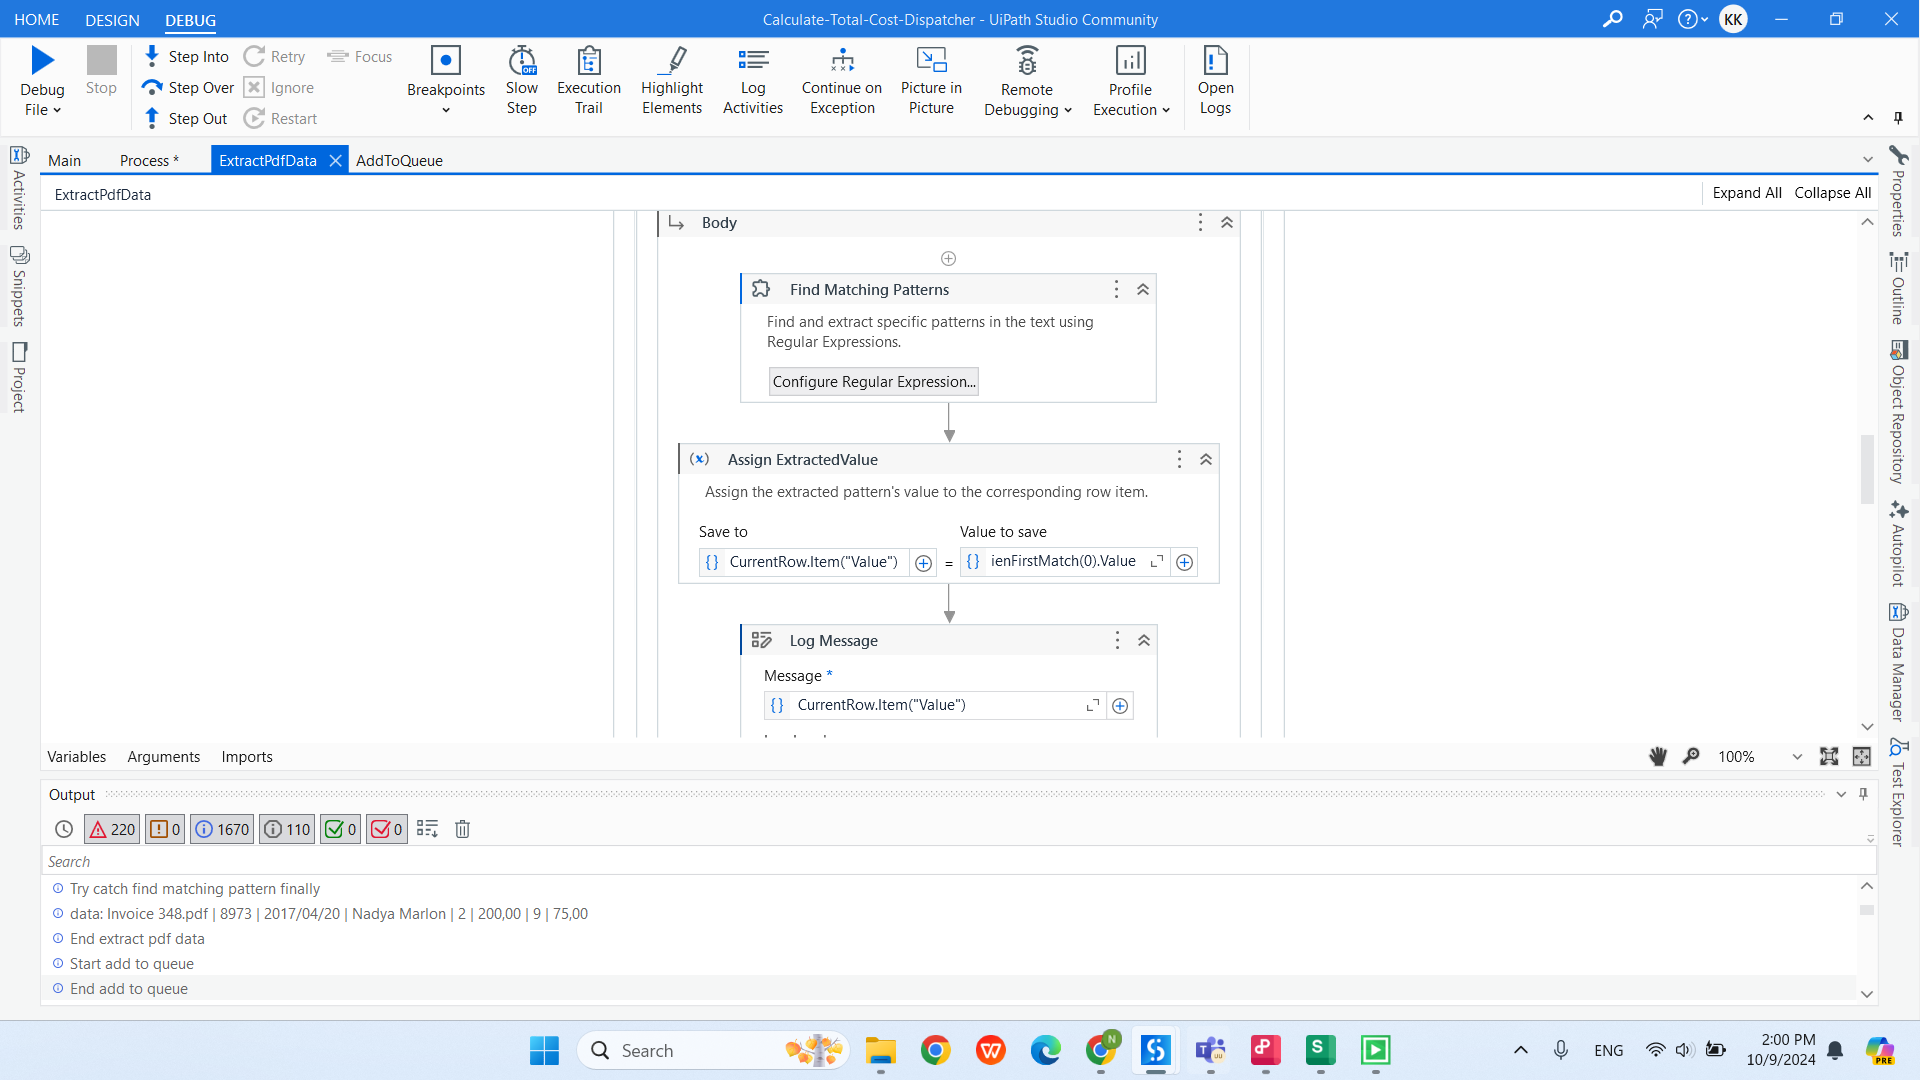 HOME DESIGN DEBUG Calculate-Total-Cost-Dispatcher - UiPath Studio Community KK
Debug File
Stop
Step Into
Step Over
Step Out
Retry
Ignore
Restart
Focus
Breakpoints
Slow Step
Execution Trail
Highlight Elements
Log Activities
Continue on Exception
Picture in Picture
Remote Debugging
Profile Execution
Open Logs
Main Process * ExtractPdfData AddToQueue
ExtractPdfData Expand All Collapse All
Activities
Snippets
Project
Body
Find Matching Patterns
Find and extract specific patterns in the text using
Regular Expressions.
Configure Regular Expression...
Assign ExtractedValue
Assign the extracted pattern's value to the corresponding row item.
Save to Value to save
CurrentRow.Item("Value") = ienFirstMatch(0).Value
Log Message
Message *
CurrentRow.Item("Value")
Properties
Outline
Object Repository
Autopilot
Data Manager
Test Explorer
Variables Arguments Imports 100%
Output
220 0 1670 110 0 0
Search
Try catch find matching pattern finally
data: Invoice 348.pdf | 8973 | 2017/04/20 | Nadya Marlon | 2 | 200,00 | 9 | 75,00
End extract pdf data
Start add to queue
End add to queue
Search
ENG
2:00 PM
10/9/2024
PRE